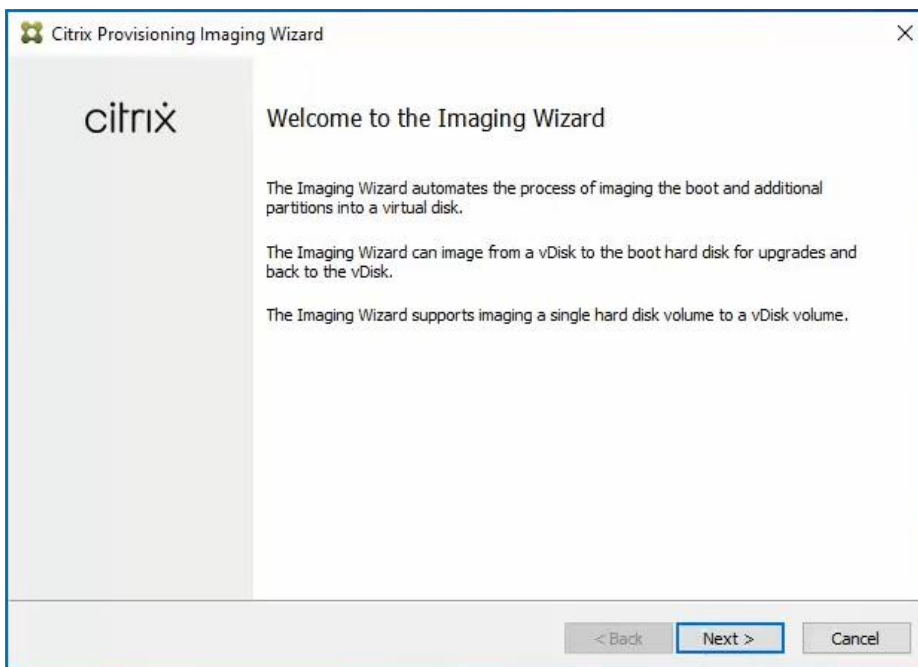 Citrix Provisioning Imaging Wizard
citrix
Welcome to the Imaging Wizard
The Imaging Wizard automates the process of imaging the boot and additional
partitions into a virtual disk.
The Imaging Wizard can image from a vDisk to the boot hard disk for upgrades and
back to the vDisk.
The Imaging Wizard supports imaging a single hard disk volume to a vDisk volume.
< Back
Next >
Cancel